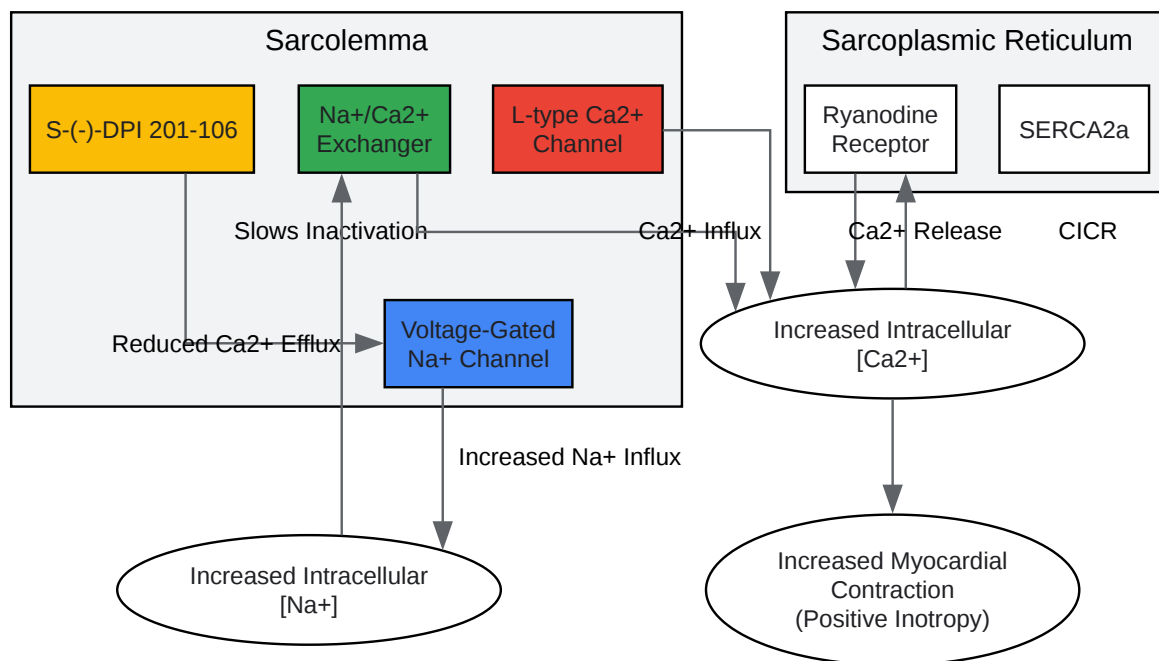 Sarcolemma
Sarcoplasmic Reticulum
S-(-)-DPI 201-106
Na+/Ca2+
Exchanger
L-type Ca2+
Channel
Ryanodine
Receptor
SERCA2a
Slows Inactivation
Ca2+ Influx
Ca2+ Release
CICR
Reduced Ca2+ Efflux
Voltage-Gated
Na+ Channel
Increased Intracellular
[Ca2+]
Increased Na+ Influx
Increased Intracellular
[Na+]
Increased Myocardial
Contraction
(Positive Inotropy)